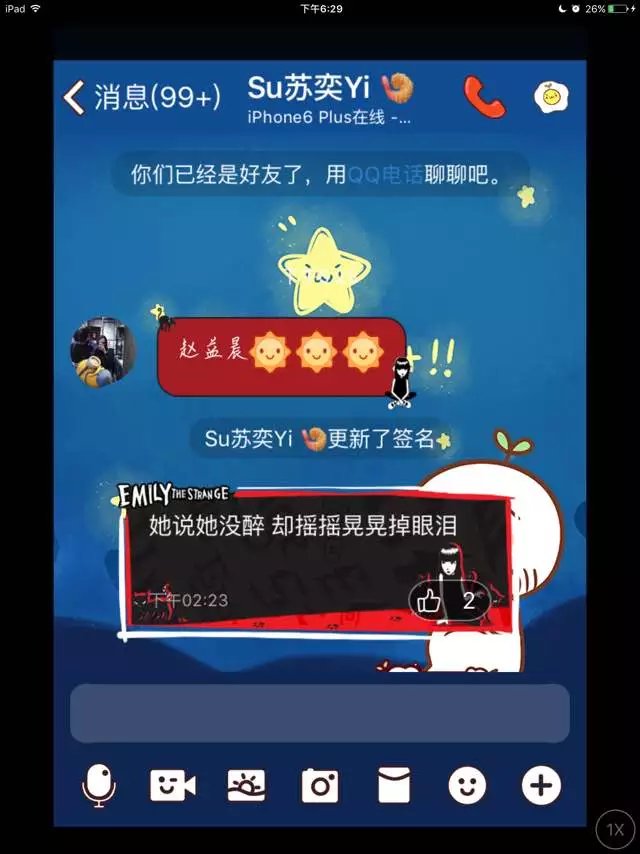 iPad
下午6:29
26%
消息(99+)
Su苏奕Yi
iPhone6 Plus在线 -...
你们已经是好友了，用QQ电话聊聊吧。
赵益晨
!!
Su苏奕Yi 更新了签名
EMILY THE STRANGE
她说她没醉 却摇摇晃晃掉眼泪
下午02:23
2
1X